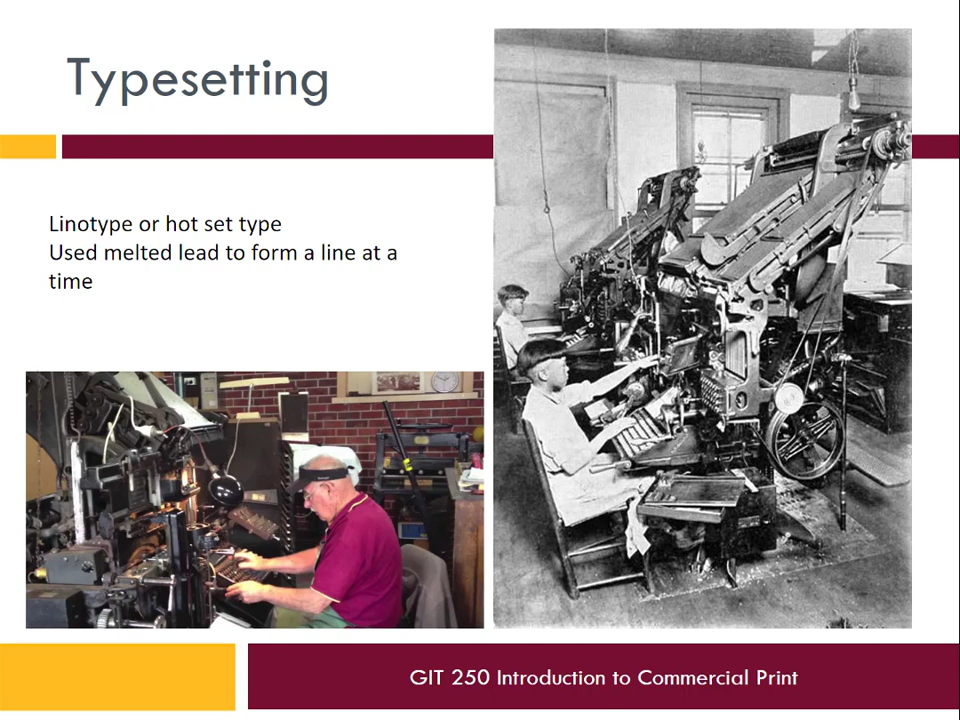 Typesetting
Linotype or hot set type
Used melted lead to form a line at a
time
GIT 250 Introduction to Commercial Print